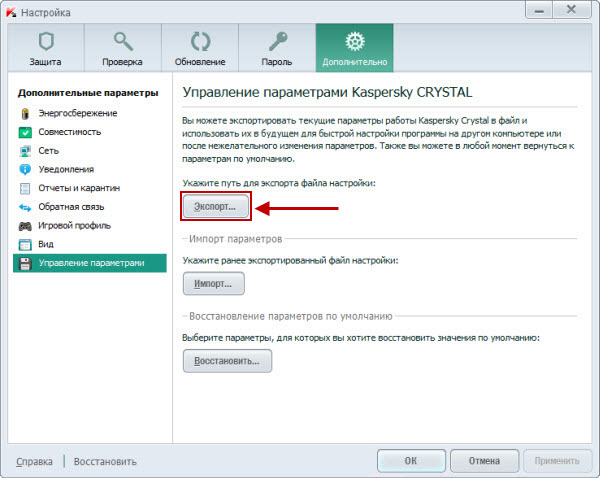 Настройка
Защита
Проверка
Обновление
Пароль
Дополнительно
Дополнительные параметры
Энергосбережение
Совместимость
Сеть
Уведомления
Отчеты и карантин
Обратная связь
Игровой профиль
Вид
Управление параметрами
Управление параметрами Kaspersky CRYSTAL
Вы можете экспортировать текущие параметры работы Kaspersky Crystal в файл и
использовать их в будущем для быстрой настройки программы на другом компьютере или
после нежелательного изменения параметров. Также вы можете в любой момент вернуться к
параметрам по умолчанию.
Укажите путь для экспорта файла настройки:
Экспорт...
Импорт параметров
Укажите ранее экспортированный файл настройки:
Импорт...
Восстановление параметров по умолчанию
Выберите параметры, для которых вы хотите восстановить значения по умолчанию:
Восстановить...
Справка
Восстановить
ОК
Отмена
Применить